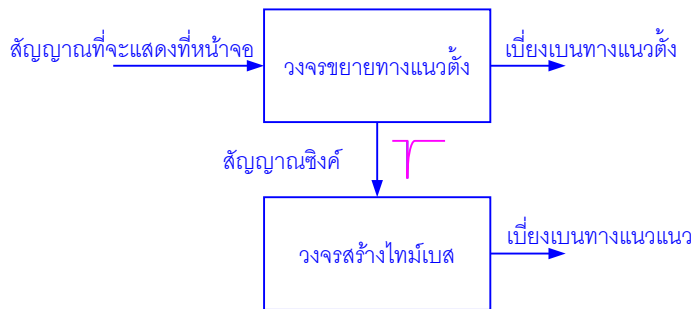 สัญญาณที่จะแสดงที่หน้าจอ
วงจรขยายทางแนวตั้ง
เบี่ยงเบนทางแนวตั้ง
สัญญาณซิงค์
วงจรสร้างไทม์เบส
เบี่ยงเบนทางแนวแนว